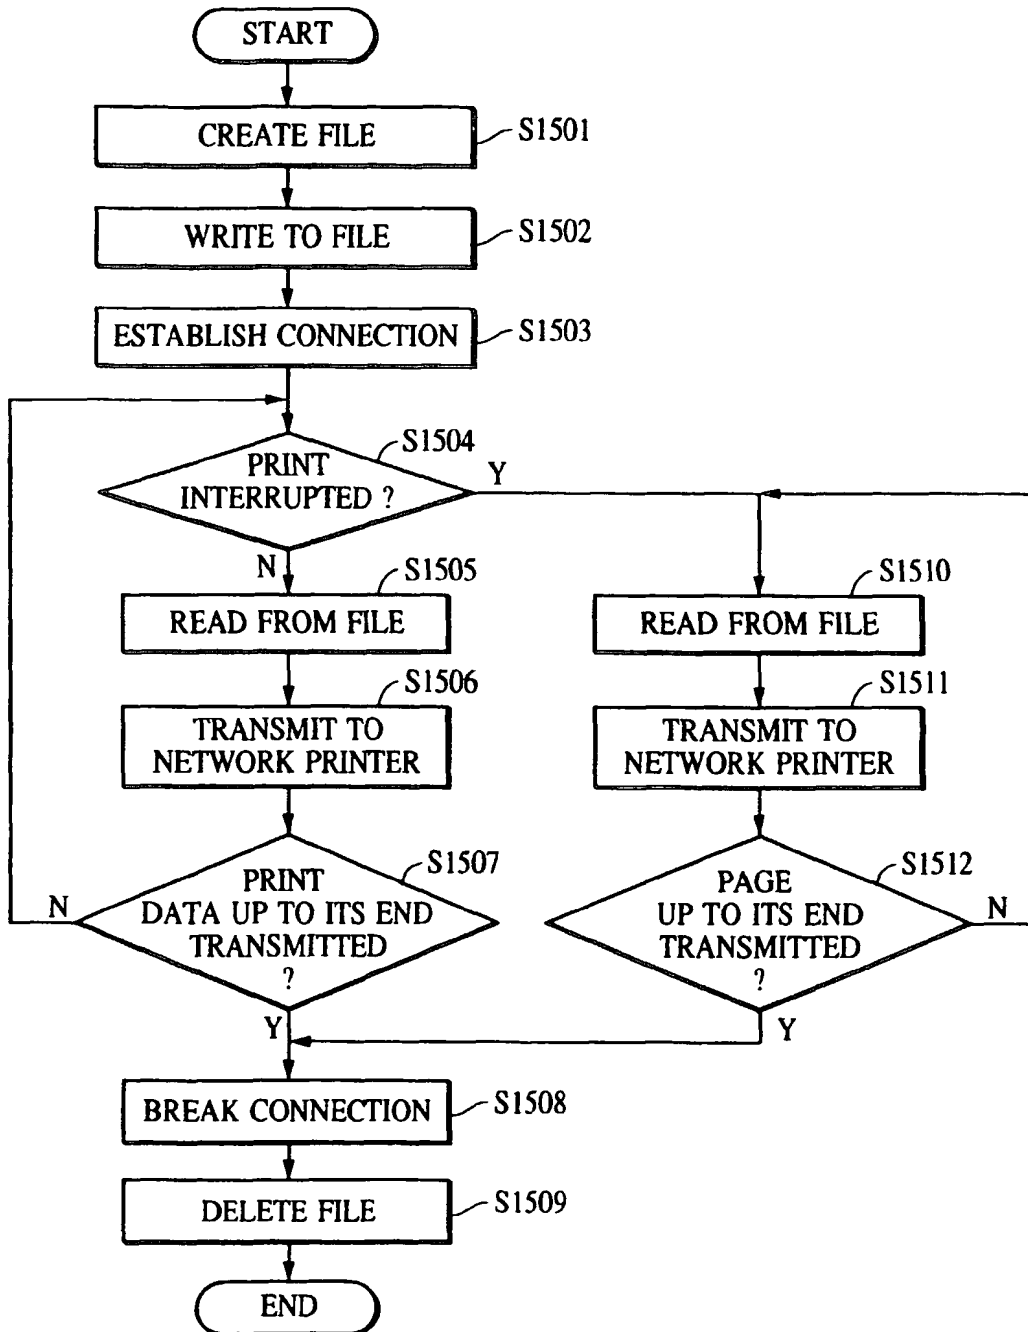 START
CREATE FILE
S1501
WRITE TO FILE
S1502
ESTABLISH CONNECTION
S1503
PRINT
INTERRUPTED ?
S1504
Y
N
READ FROM FILE
S1505
TRANSMIT TO
NETWORK PRINTER
S1506
PRINT
DATA UP TO ITS END
TRANSMITTED
?
S1507
N
Y
READ FROM FILE
S1510
TRANSMIT TO
NETWORK PRINTER
S1511
PAGE
UP TO ITS END
TRANSMITTED
?
S1512
N
Y
BREAK CONNECTION
S1508
DELETE FILE
S1509
END